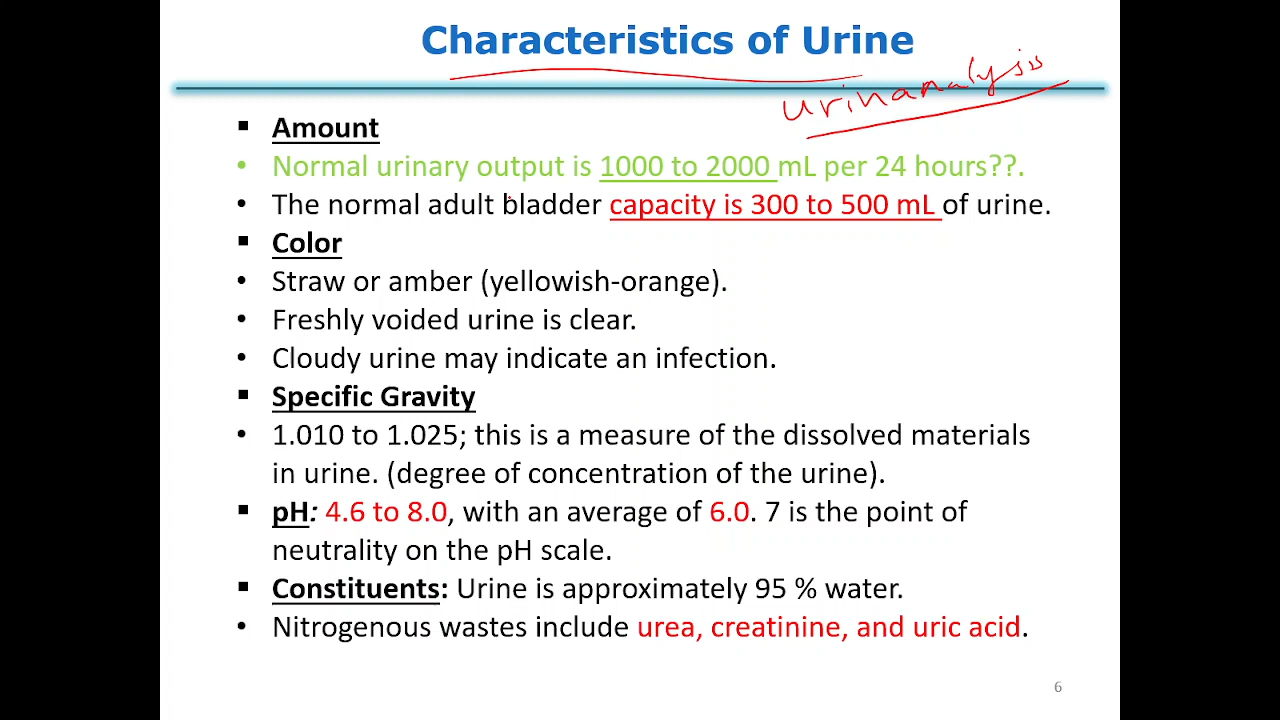 Characteristics of Urine
Urinanalysis
▪ Amount
• Normal urinary output is 1000 to 2000 mL per 24 hours??.
• The normal adult bladder capacity is 300 to 500 mL of urine.
▪ Color
• Straw or amber (yellowish-orange).
• Freshly voided urine is clear.
• Cloudy urine may indicate an infection.
▪ Specific Gravity
• 1.010 to 1.025; this is a measure of the dissolved materials
in urine. (degree of concentration of the urine).
▪ pH: 4.6 to 8.0, with an average of 6.0. 7 is the point of
neutrality on the pH scale.
▪ Constituents: Urine is approximately 95 % water.
• Nitrogenous wastes include urea, creatinine, and uric acid.
6